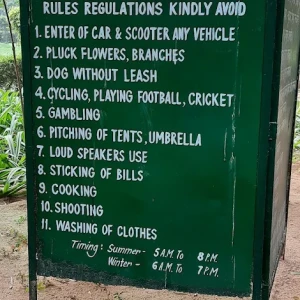 RULES REGULATIONS KINDLY AVOID
1. ENTER OF CAR & SCOOTER ANY VEHICLE
2. PLUCK FLOWERS, BRANCHES
3. DOG WITHOUT LEASH
4. CYCLING, PLAYING FOOTBALL, CRICKET
5. GAMBLING
6. PITCHING OF TENTS, UMBRELLA
7. LOUD SPEAKERS USE
8. STICKING OF BILLS
9. COOKING
10. SHOOTING
11. WASHING OF CLOTHES
Timing: Summer- 5 A.M. To 8 P.M.
Winter- 6 A.M. To 7 P.M.